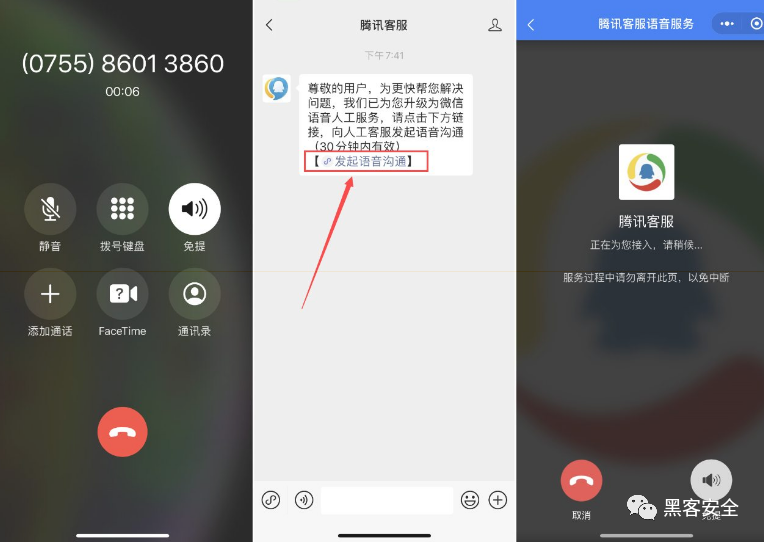 (0755) 8601 3860
00:06
静音
拨号键盘
免提
添加通话
FaceTime
通讯录
腾讯客服
下午7:41
尊敬的用户，为更快帮您解决
问题，我们已为您升级为微信
语音人工服务，请点击下方链
接，向人工客服发起语音沟通
（30分钟内有效）
【发起语音沟通】
腾讯客服语音服务
腾讯客服
正在为您接入，请稍候...
服务过程中请勿离开此页，以免中断
取消
免提
黑客安全